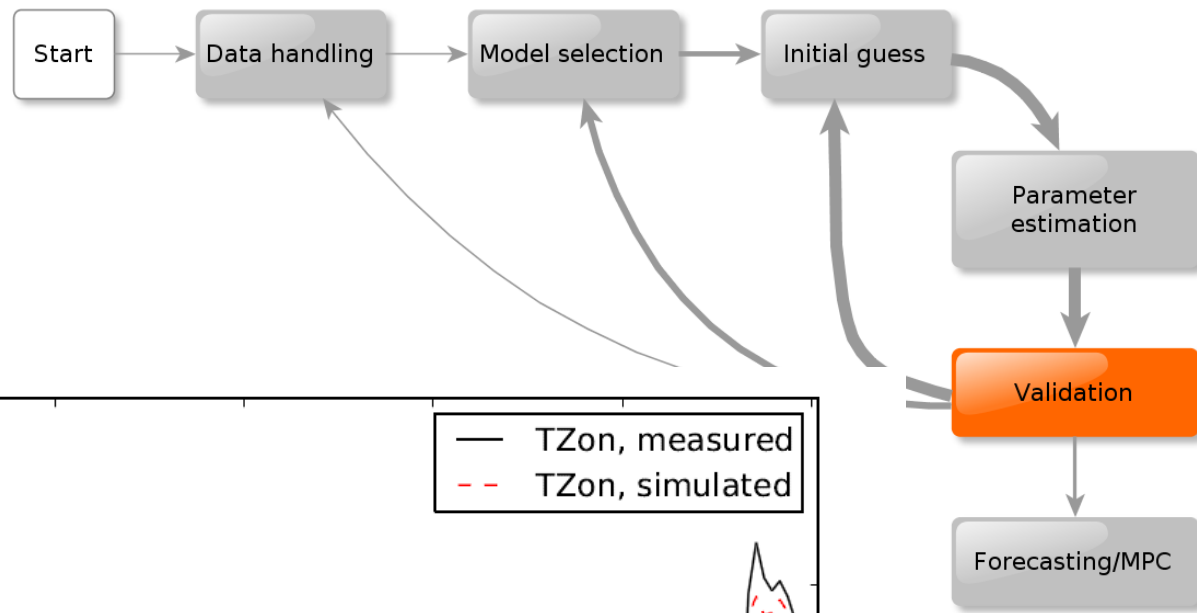 Start
Data handling
Model selection
Initial guess
Parameter
estimation
Validation
TZon, measured
TZon, simulated
Forecasting/MPC